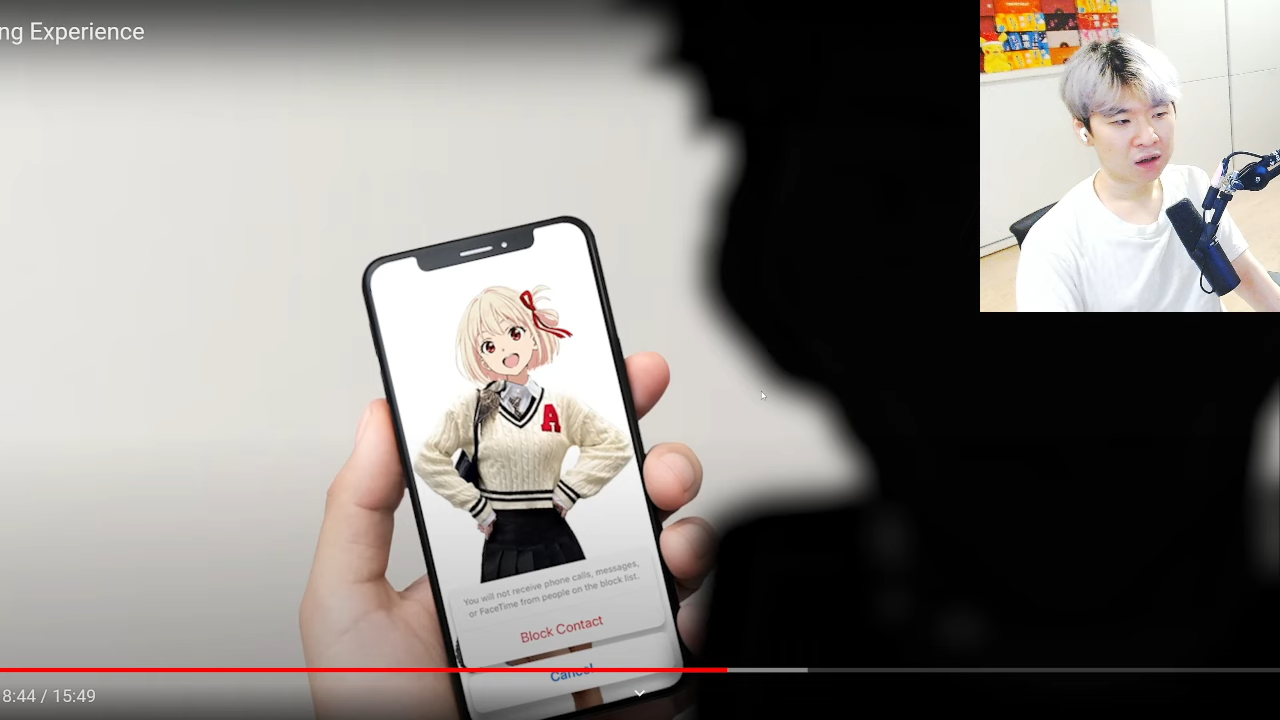 ng Experience
A
You will not receive phone calls, messages,
or FaceTime from people on the block list.
Block Contact
Cancel
8:44 / 15:49